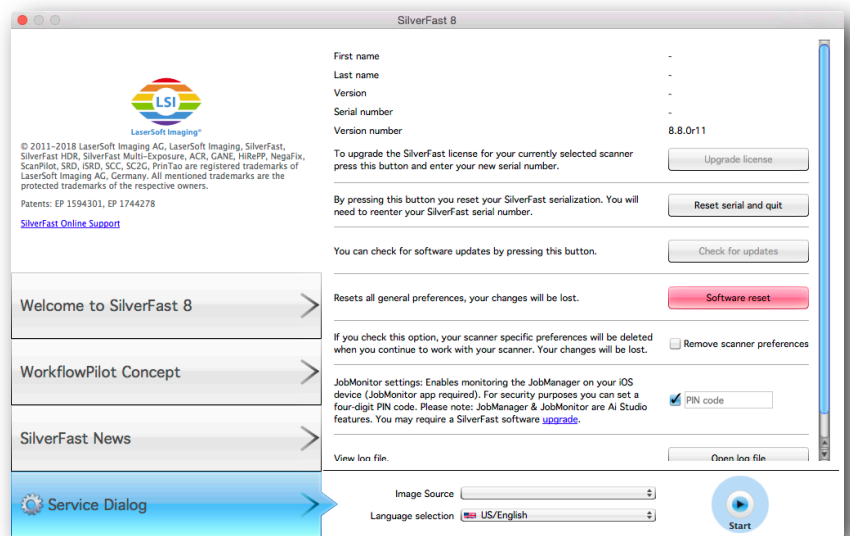 SilverFast 8
LSI
LaserSoft Imaging™
© 2011-2018 LaserSoft Imaging AG, LaserSoft Imaging, SilverFast,
SilverFast HDR, SilverFast Multi-Exposure, ACR, GANE, HiRePP, NegaFix,
ScanPilot, SRD, iSRD, SCC, SC2G, PrinTao are registered trademarks of
LaserSoft Imaging AG, Germany. All mentioned trademarks are the
protected trademarks of the respective owners.
Patents: EP 1594301, EP 1744278
SilverFast Online Support
Welcome to SilverFast 8
WorkflowPilot Concept
SilverFast News
Service Dialog
First name -
Last name -
Version -
Serial number -
Version number 8.8.0r11
To upgrade the SilverFast license for your currently selected scanner
press this button and enter your new serial number.
Upgrade license
By pressing this button you reset your SilverFast serialization. You will
need to reenter your SilverFast serial number.
Reset serial and quit
You can check for software updates by pressing this button.
Check for updates
Resets all general preferences, your changes will be lost.
Software reset
If you check this option, your scanner specific preferences will be deleted
when you continue to work with your scanner. Your changes will be lost.
Remove scanner preferences
JobMonitor settings: Enables monitoring the JobManager on your iOS
device (JobMonitor app required). For security purposes you can set a
four-digit PIN code. Please note: JobManager & JobMonitor are Ai Studio
features. You may require a SilverFast software upgrade.
PIN code
View log file.
Open log file
Image Source
Language selection US/English
Start